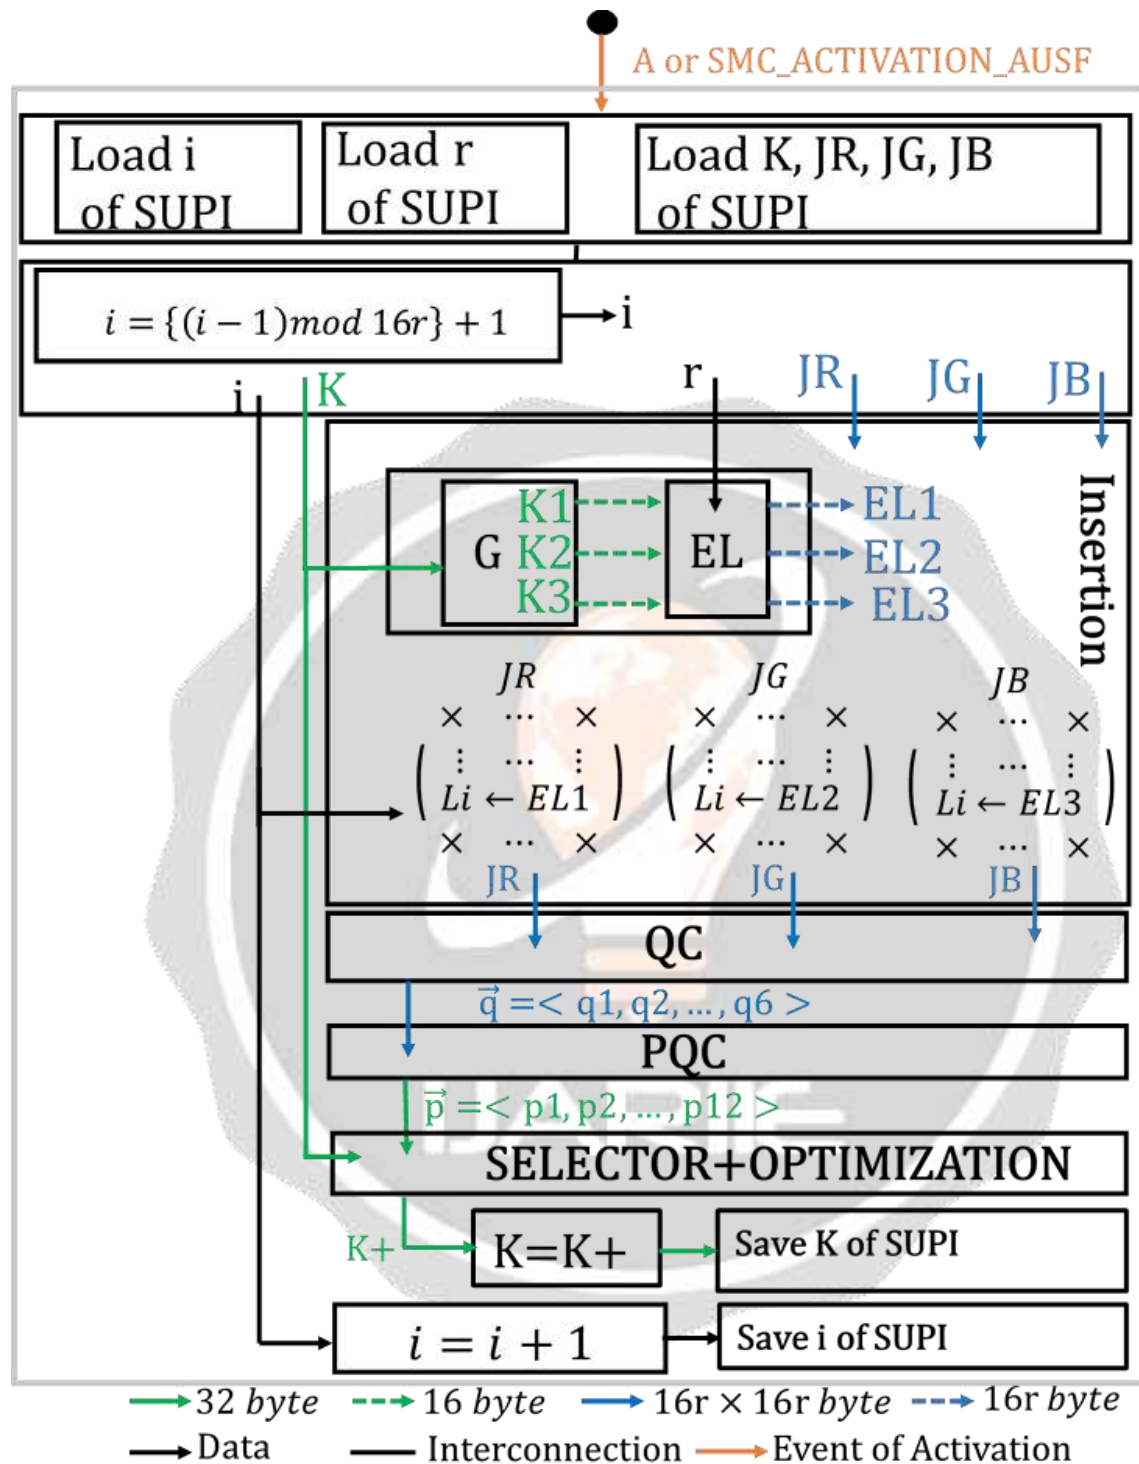 A or SMC_ACTIVATION_AUSF
Load i
of SUPI
Load r
of SUPI
Load K, JR, JG, JB
of SUPI
i = {(i − 1)mod 16r} + 1
i
i
K
r
JR
JG
JB
Insertion
G
K1
K2
K3
EL
EL1
EL2
EL3
JR
× ⋯ ×
⋮ ⋯ ⋮
Li ← EL1
× ⋯ ×
JG
× ⋯ ×
⋮ ⋯ ⋮
Li ← EL2
× ⋯ ×
JB
× ⋯ ×
⋮ ⋯ ⋮
Li ← EL3
× ⋯ ×
JR
JG
JB
QC
q⃗ =< q1, q2, …, q6 >
PQC
p⃗ =< p1, p2, …, p12 >
IJARIE
SELECTOR+OPTIMIZATION
K+
K=K+
Save K of SUPI
i = i + 1
Save i of SUPI
32 byte
16 byte
16r × 16r byte
16r byte
Data
Interconnection
Event of Activation